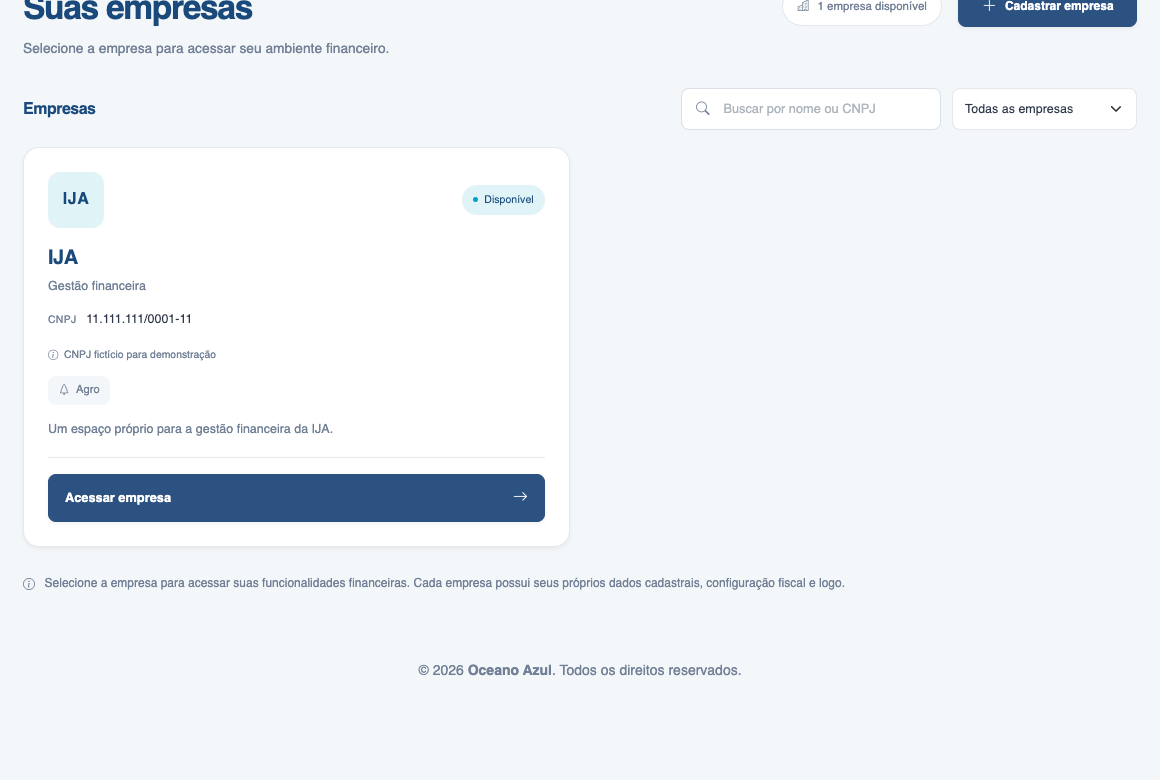 Suas empresas
1 empresa disponível
Cadastrar empresa
Selecione a empresa para acessar seu ambiente financeiro.
Empresas
Buscar por nome ou CNPJ
Todas as empresas
IJA
Disponível
IJA
Gestão financeira
CNPJ 11.111.111/0001-11
CNPJ fictício para demonstração
Agro
Um espaço próprio para a gestão financeira da IJA.
Acessar empresa
Selecione a empresa para acessar suas funcionalidades financeiras. Cada empresa possui seus próprios dados cadastrais, configuração fiscal e logo.
© 2026 Oceano Azul. Todos os direitos reservados.